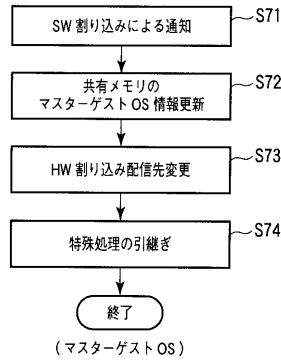 SW 割り込みによる通知
S71
共有メモリの
マスターゲストOS 情報更新
S72
HW 割り込み配信先変更
S73
特殊処理の引継ぎ
S74
終了
(マスターゲスト OS)